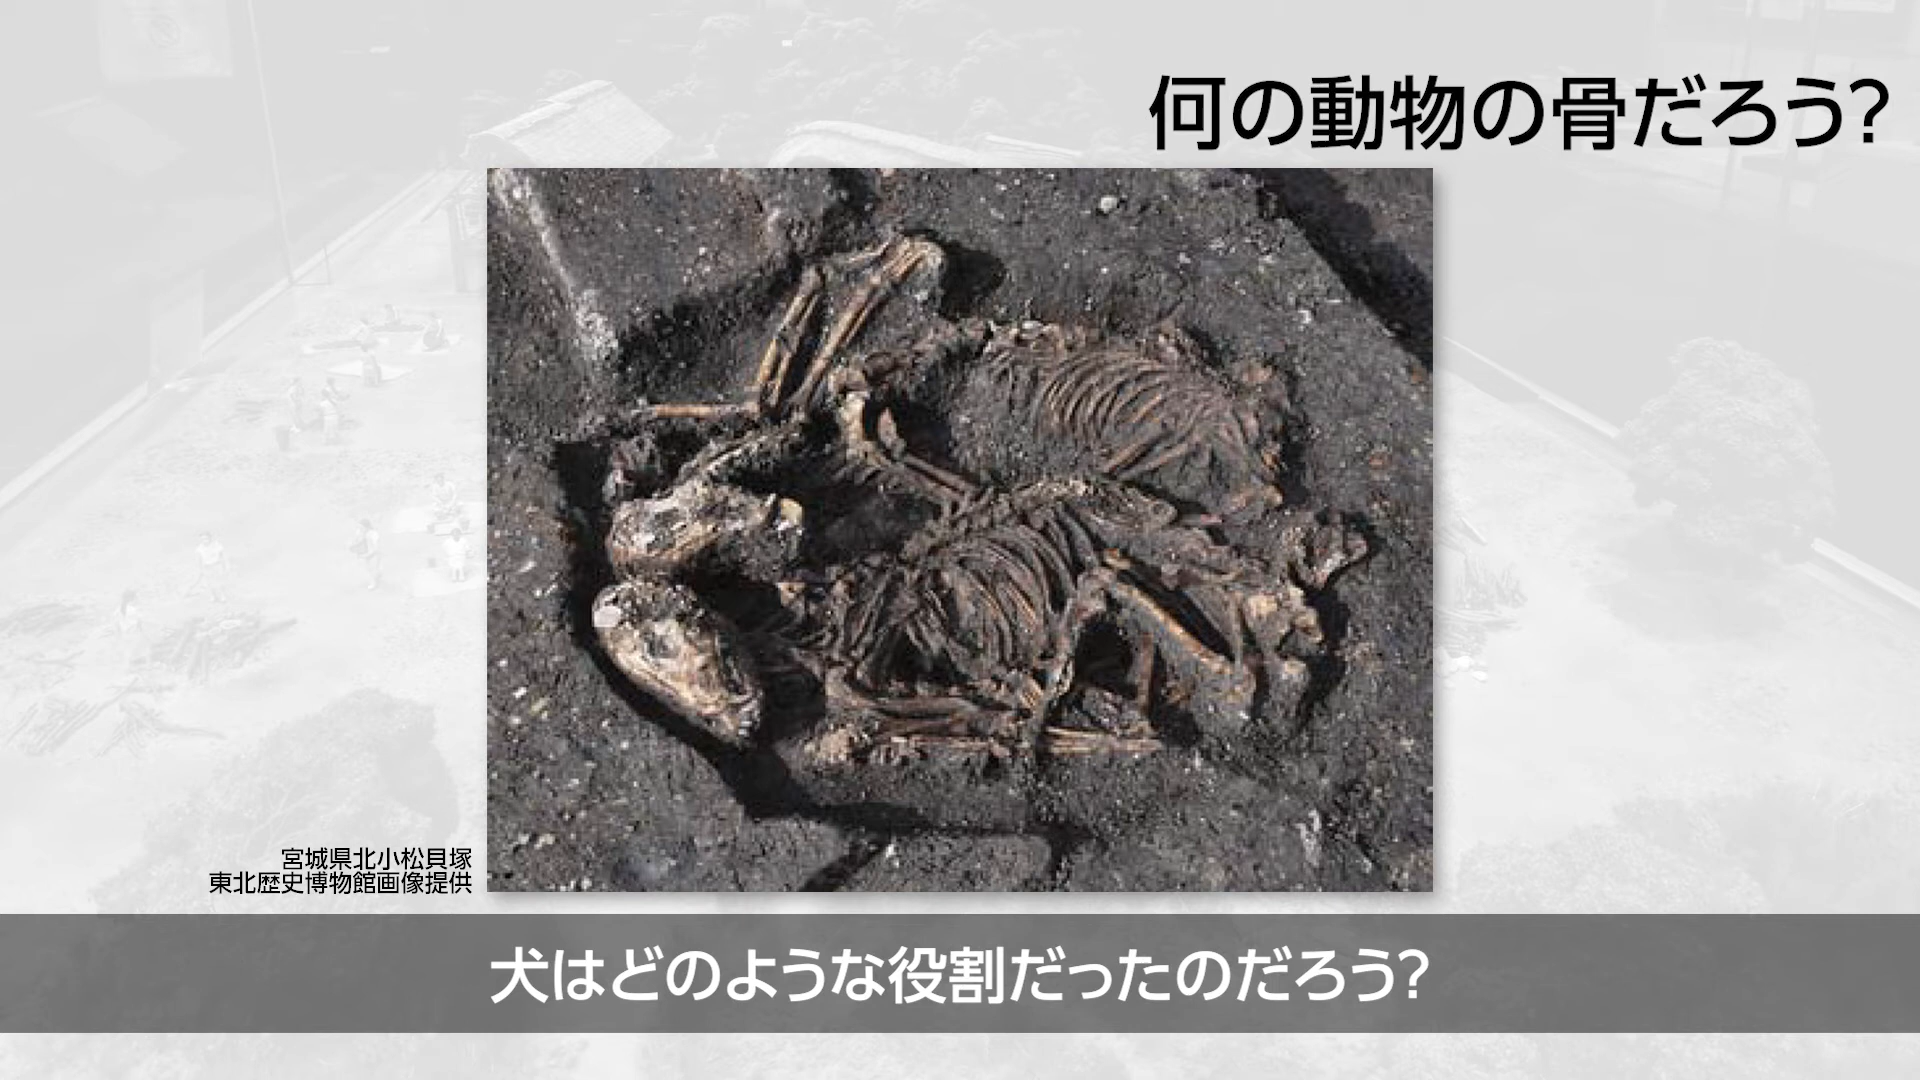 何の動物の骨だろう?
宮城県北小松貝塚
東北歴史博物館画像提供
犬はどのような役割だったのだろう?